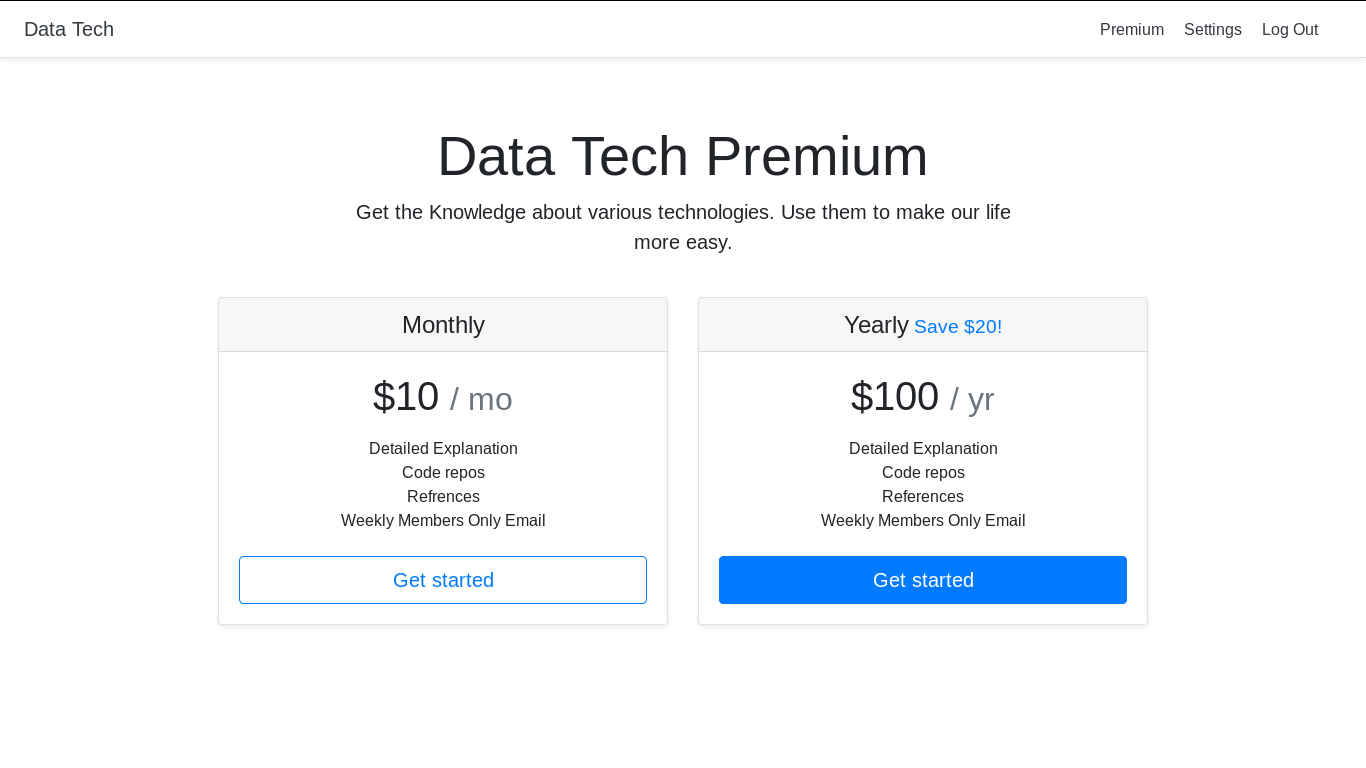 Data Tech
Premium Settings Log Out
Data Tech Premium
Get the Knowledge about various technologies. Use them to make our life
more easy.
Monthly
$10 / mo
Detailed Explanation
Code repos
Refrences
Weekly Members Only Email
Get started
Yearly Save $20!
$100 / yr
Detailed Explanation
Code repos
References
Weekly Members Only Email
Get started